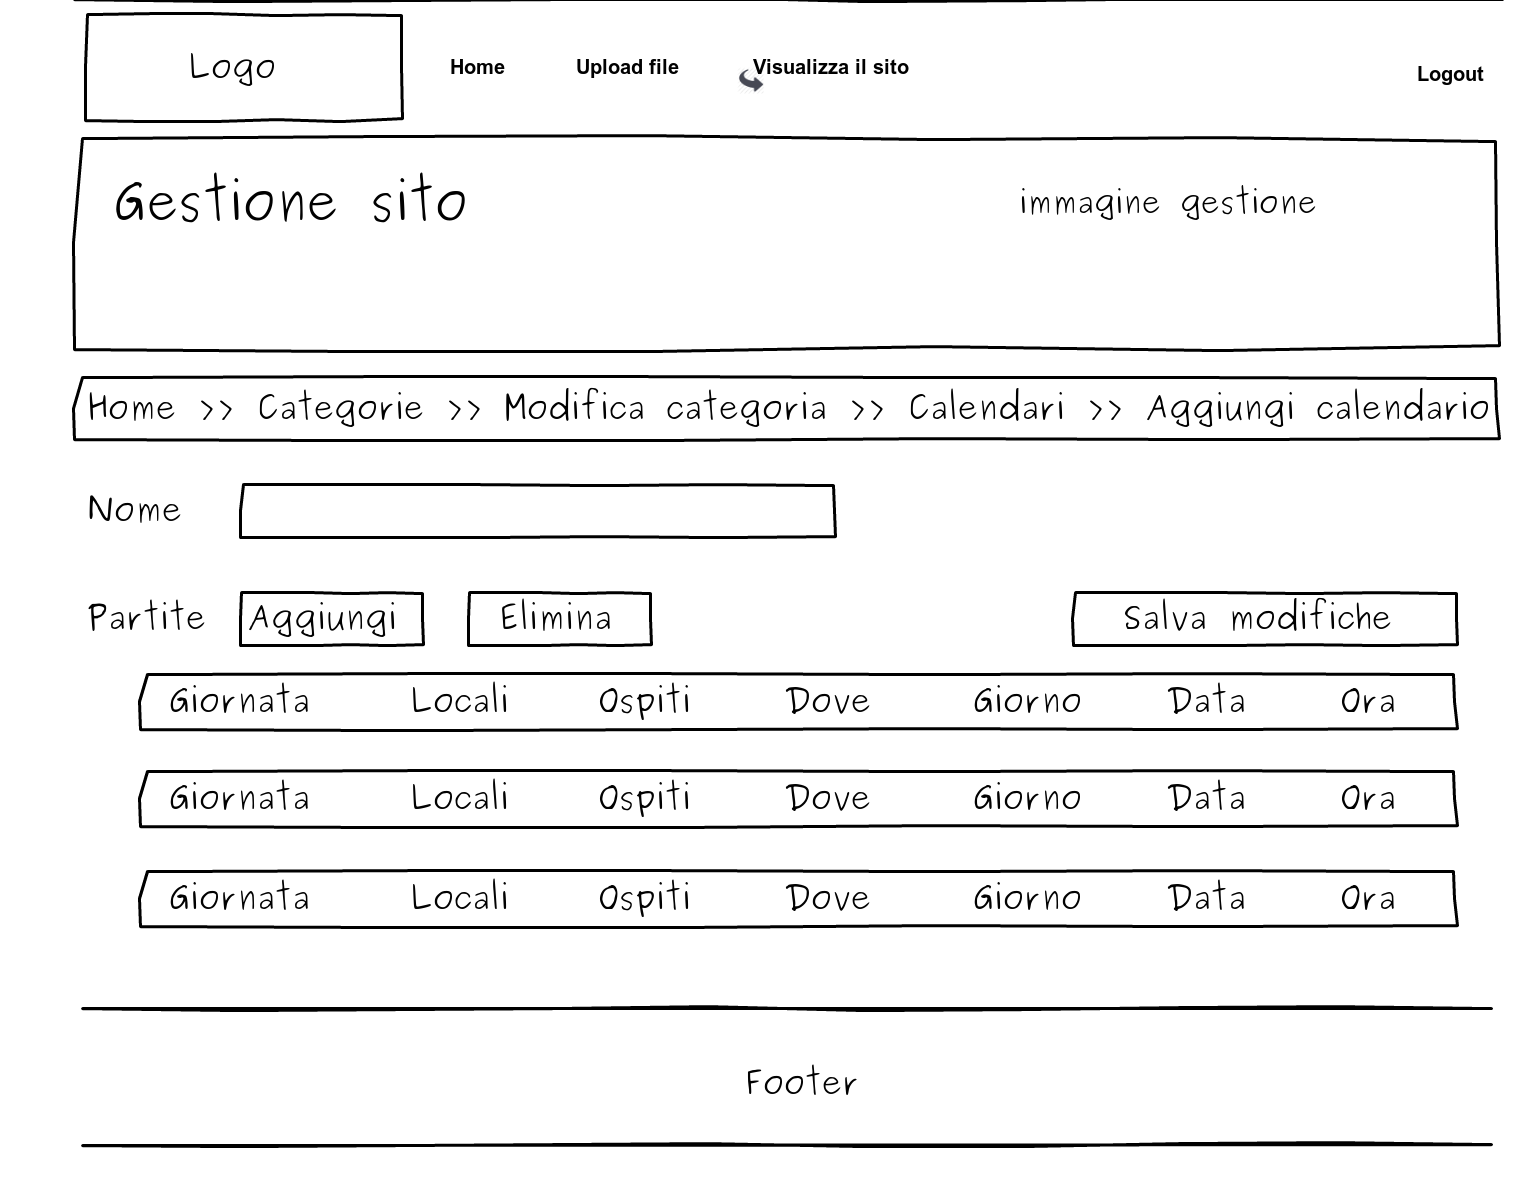 Logo Home Upload file Visualizza il sito Logout
Gestione sito immagine gestione
Home >> Categorie >> Modifica categoria >> Calendari >> Aggiungi calendario
Nome
Partite Aggiungi Elimina Salva modifiche
Giornata Locali Ospiti Dove Giorno Data Ora
Giornata Locali Ospiti Dove Giorno Data Ora
Giornata Locali Ospiti Dove Giorno Data Ora
Footer